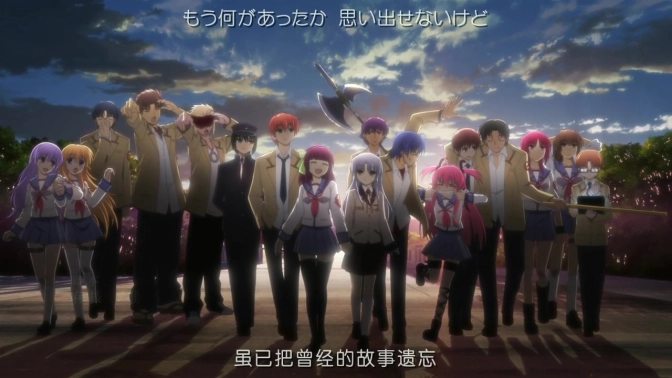 もう何があったか 思い出せないけど
虽已把曾经的故事遗忘